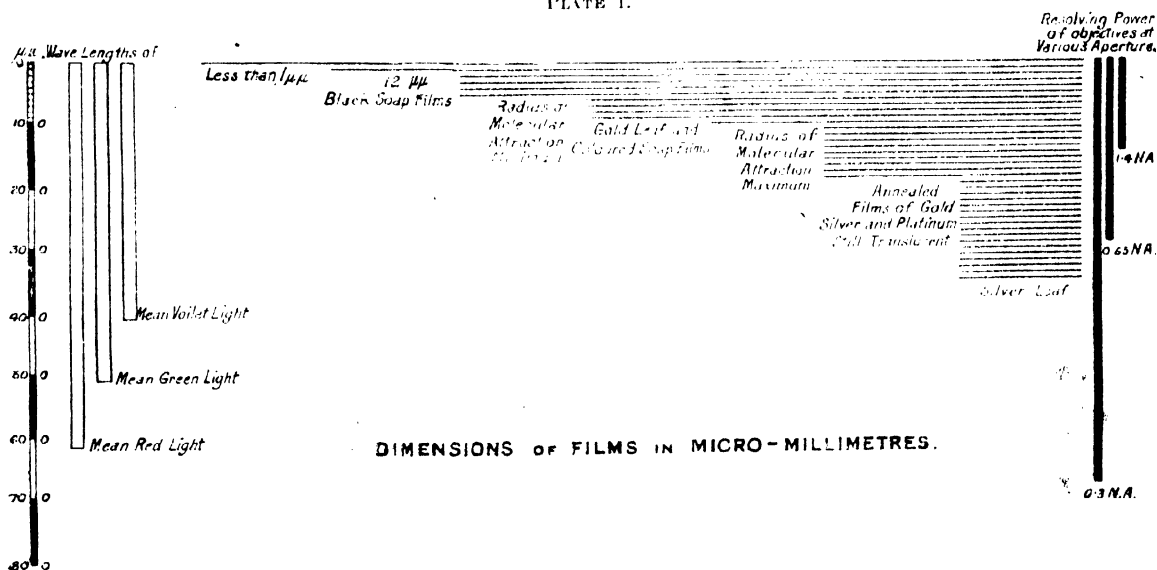 PLATE I.
Resolving Power
of objectives at
Various Aperture.
μμ Wave Lengths of
Less than 1μμ
12 μμ
Black Soap Films
Radius of
Molecular
Attraction
Gold Leaf and
Coloured Soap Films
Radius of
Molecular
Attraction
Maximum
Annealed
Films of Gold
Silver and Platinum
Still Translucent
Silver Leaf
1·4 NA
0·65 NA.
0·3 N.A.
10 0
20 0
30 0
40 0
50 0
60 0
70 0
80 0
Mean Voilet Light
Mean Green Light
Mean Red Light
DIMENSIONS OF FILMS IN MICRO-MILLIMETRES.